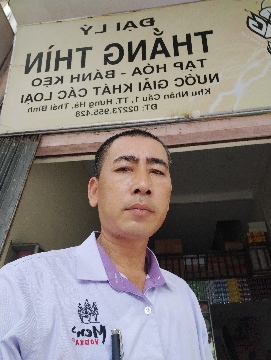 ĐẠI LÝ
THẮNG THÌN
TẠP HÓA - BÁNH KẸO
NƯỚC GIẢI KHÁT CÁC LOẠI
Khu Nhân Cầu 1, TT. Hưng Hà, Thái Bình
ĐT: 02273.955.428
Men's
VODKA